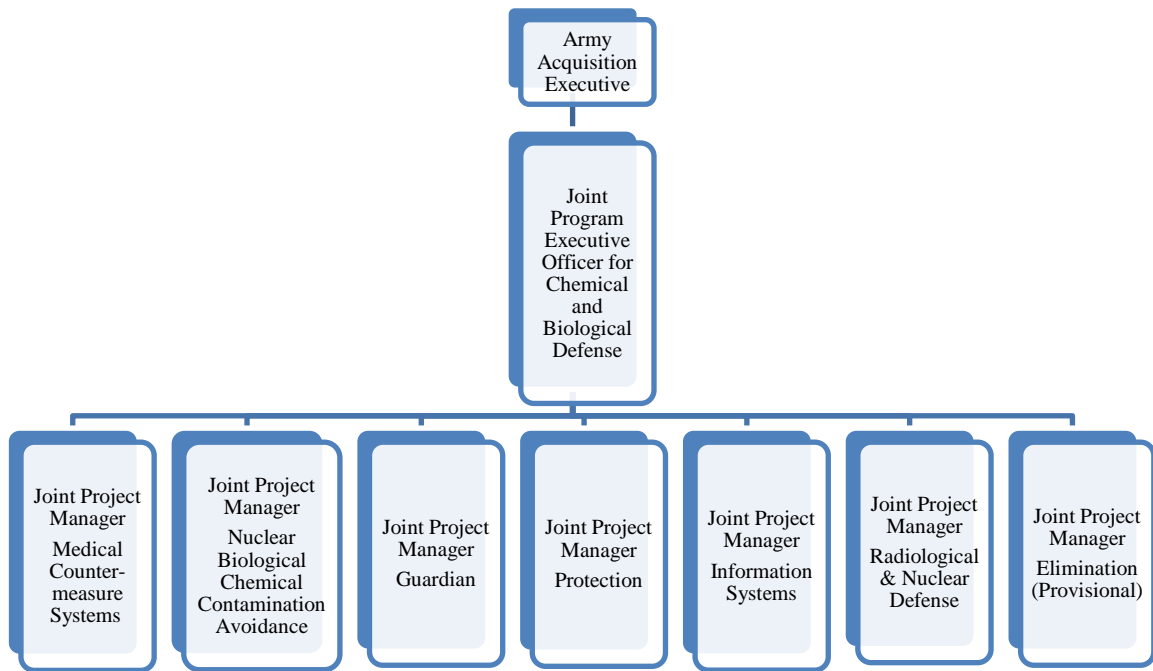 Army
Acquisition
Executive
Joint
Program
Executive
Officer for
Chemical
and
Biological
Defense
Joint Project
Manager
Medical
Counter-
measure
Systems
Joint Project
Manager
Nuclear
Biological
Chemical
Contamination
Avoidance
Joint Project
Manager
Guardian
Joint Project
Manager
Protection
Joint Project
Manager
Information
Systems
Joint Project
Manager
Radiological
& Nuclear
Defense
Joint Project
Manager
Elimination
(Provisional)